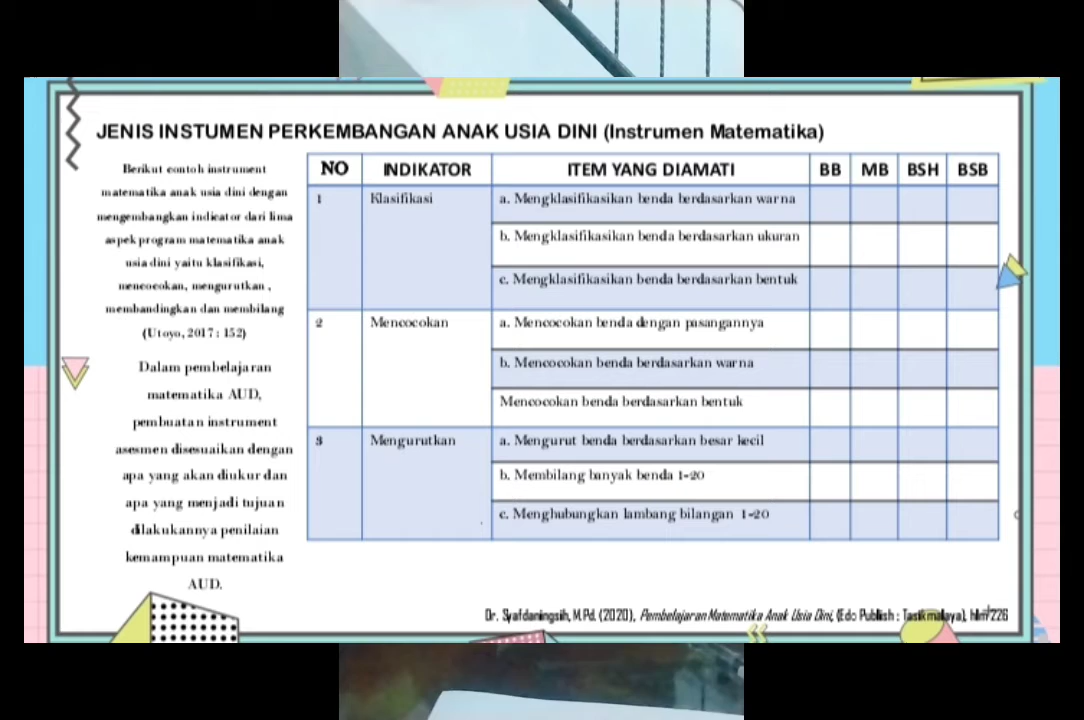 JENIS INSTUMEN PERKEMBANGAN ANAK USIA DINI (Instrumen Matematika)
Berikut contoh instrument
matematika anak usia dini dengan
mengembangkan indicator dari lima
aspek program matematika anak
usia dini yaitu klasifikasi,
mencocokan, mengurutkan ,
membandingkan dan membilang
(Utoyo, 2017 : 152)
Dalam pembelajaran
matematika AUD,
pembuatan instrument
asesmen disesuaikan dengan
apa yang akan diukur dan
apa yang menjadi tujuan
dilakukannya penilaian
kemampuan matematika
AUD.
NO INDIKATOR ITEM YANG DIAMATI BB MB BSH BSB
1 Klasifikasi a. Mengklasifikasikan benda berdasarkan warna
b. Mengklasifikasikan benda berdasarkan ukuran
c. Mengklasifikasikan benda berdasarkan bentuk
2 Mencocokan a. Mencocokan benda dengan pasangannya
b. Mencocokan benda berdasarkan warna
Mencocokan benda berdasarkan bentuk
3 Mengurutkan a. Mengurut benda berdasarkan besar kecil
b. Membilang banyak benda 1-20
c. Menghubungkan lambang bilangan 1-20
Dr. Syafdaningsih, M.Pd. (2020), Pembelajaran Matematika Anak Usia Dini, (Edo Publish : Tasikmalaya), hlm 226